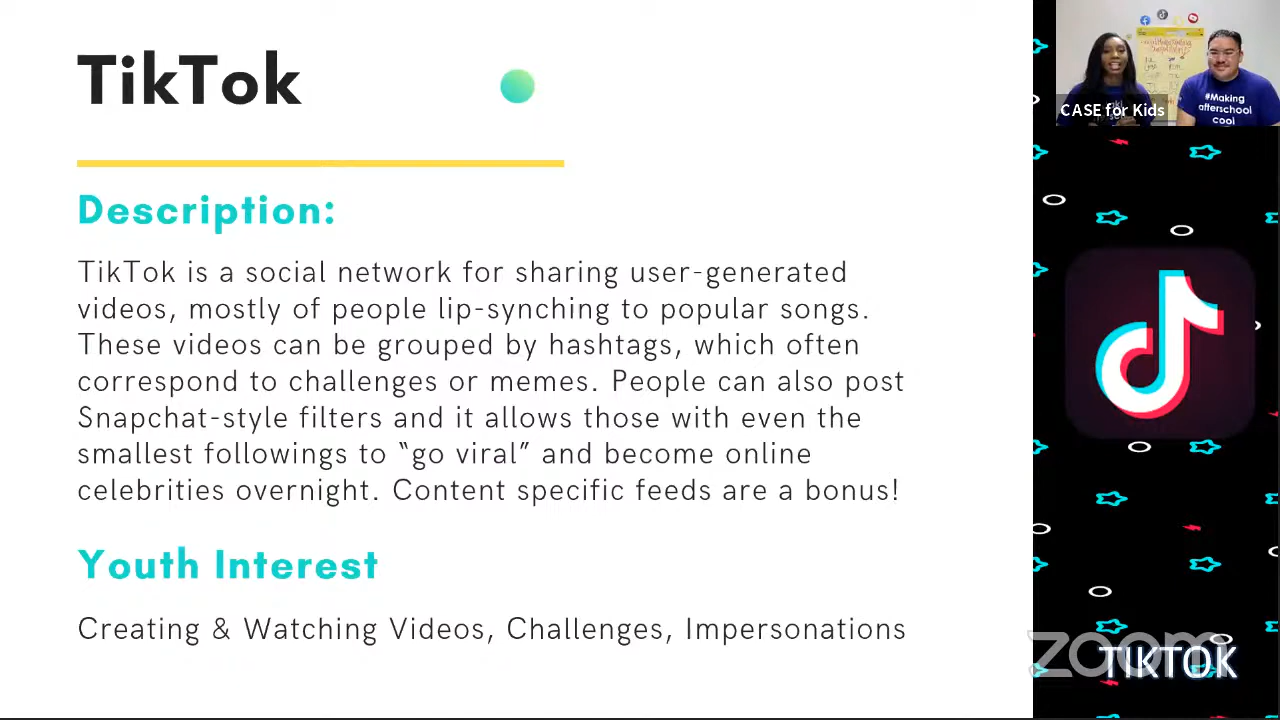 TikTok
Description:
TikTok is a social network for sharing user-generated
videos, mostly of people lip-synching to popular songs.
These videos can be grouped by hashtags, which often
correspond to challenges or memes. People can also post
Snapchat-style filters and it allows those with even the
smallest followings to “go viral” and become online
celebrities overnight. Content specific feeds are a bonus!
Youth Interest
Creating & Watching Videos, Challenges, Impersonations
CASE for Kids
#Making
afterschool
cool
zoom
TIKTOK